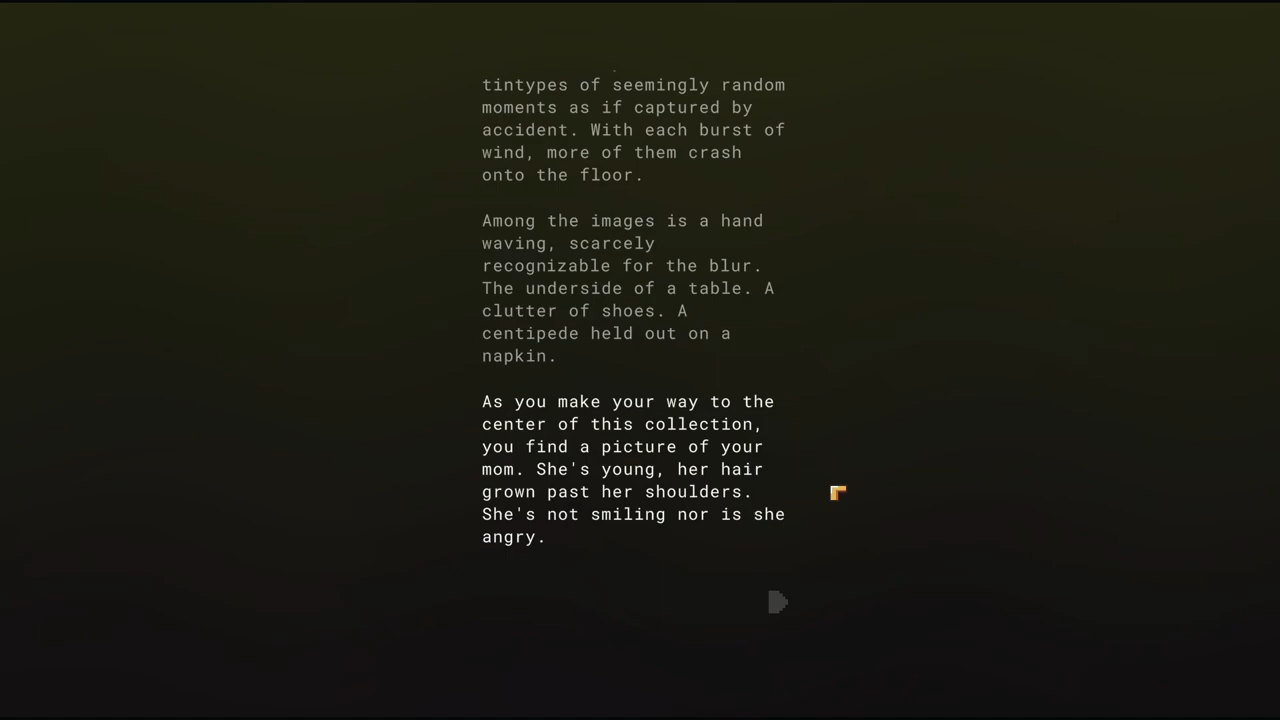 tintypes of seemingly random
moments as if captured by
accident. With each burst of
wind, more of them crash
onto the floor.
Among the images is a hand
waving, scarcely
recognizable for the blur.
The underside of a table. A
clutter of shoes. A
centipede held out on a
napkin.
As you make your way to the
center of this collection,
you find a picture of your
mom. She's young, her hair
grown past her shoulders.
She's not smiling nor is she
angry.